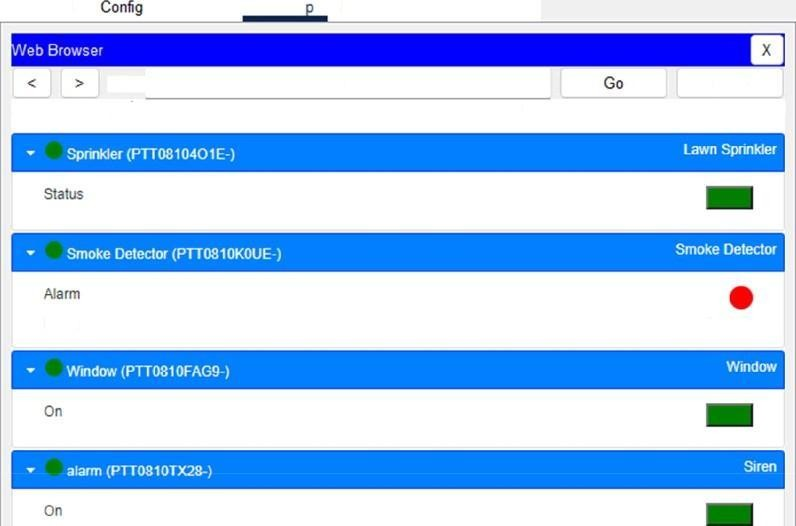 Config p
Web Browser X
< > Go
Sprinkler (PTT08104O1E-) Lawn Sprinkler
Status
Smoke Detector (PTT0810K0UE-) Smoke Detector
Alarm
Window (PTT0810FAG9-) Window
On
alarm (PTT0810TX28-) Siren
On